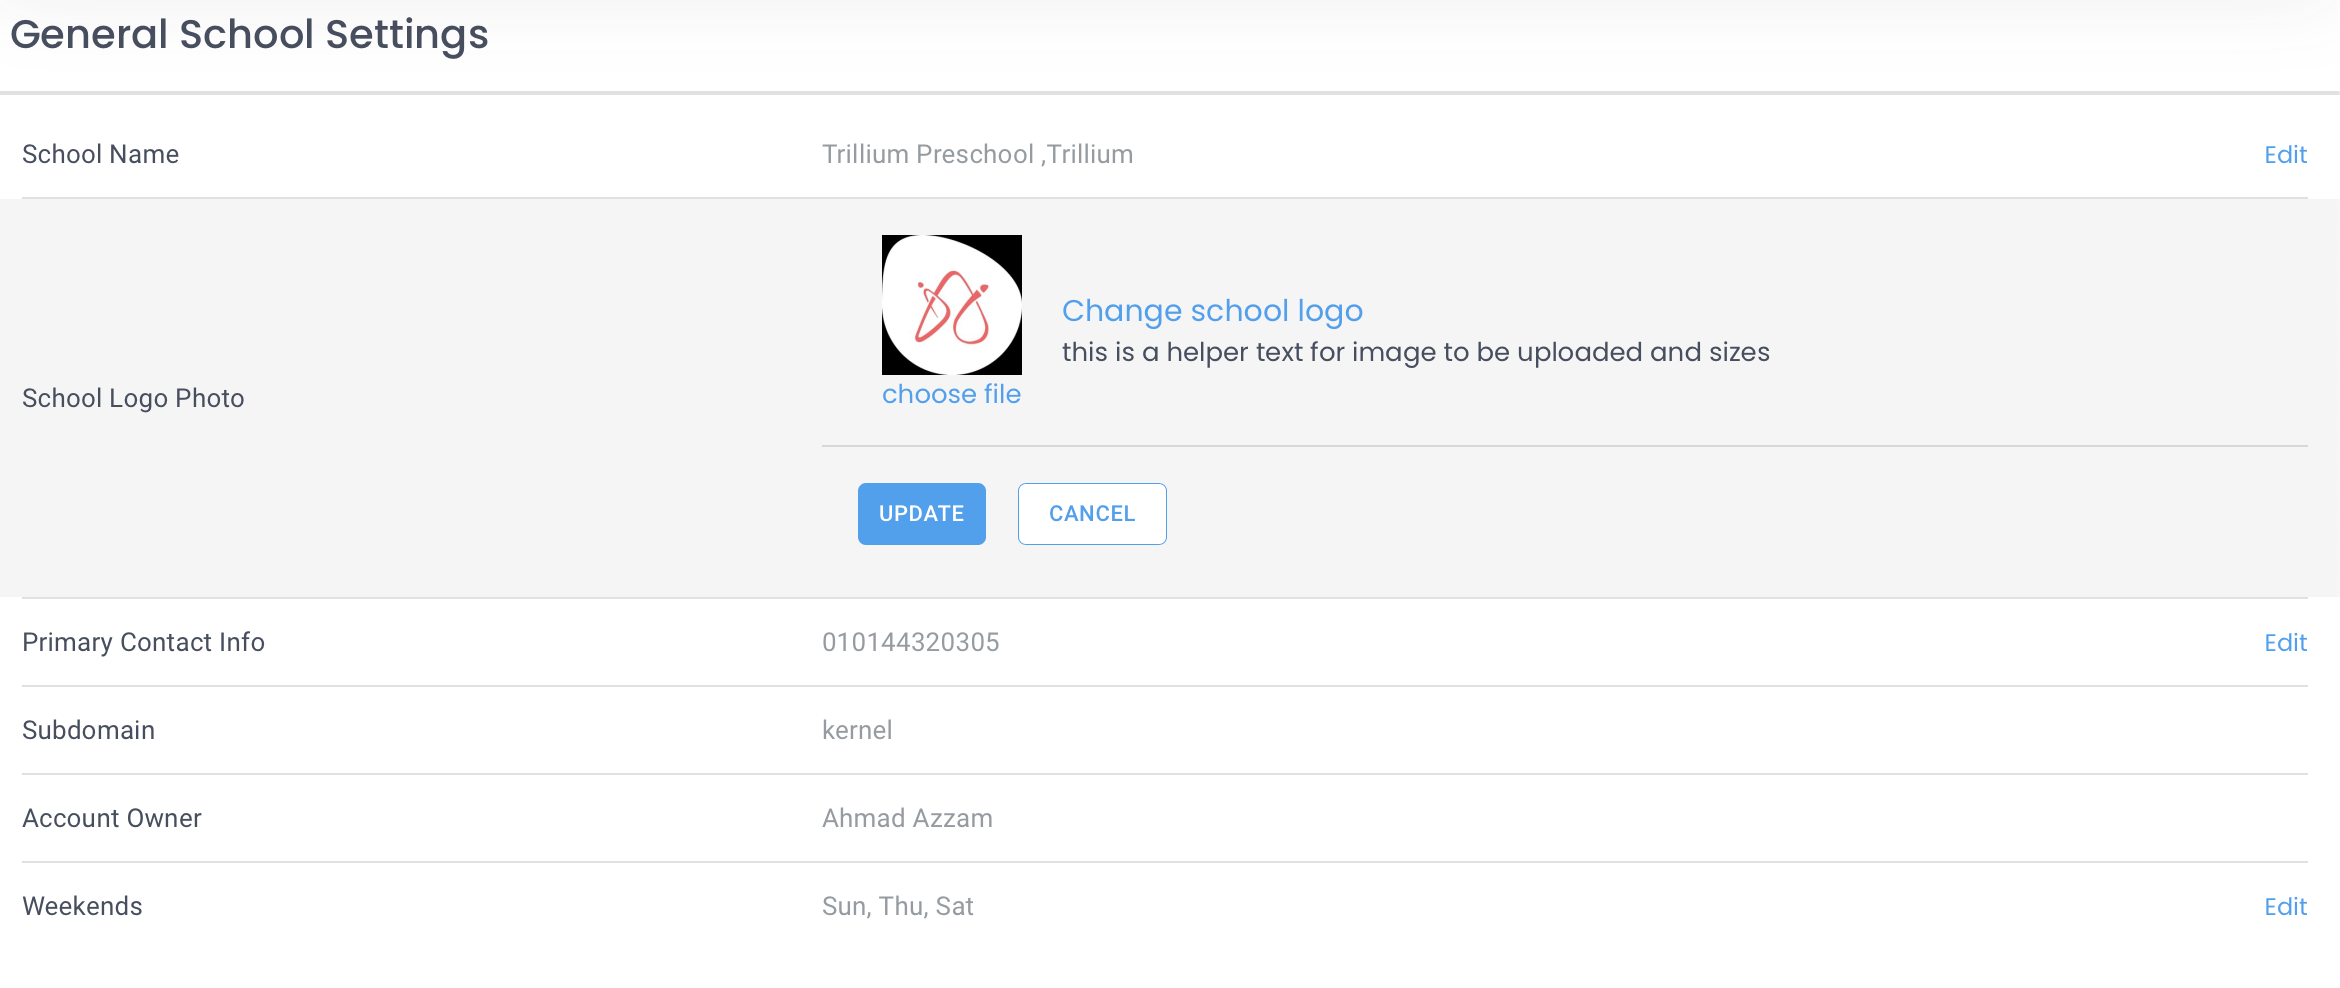 General School Settings
School Name
Trillium Preschool ,Trillium
Edit
School Logo Photo
Change school logo
this is a helper text for image to be uploaded and sizes
choose file
UPDATE
CANCEL
Primary Contact Info
010144320305
Edit
Subdomain
kernel
Account Owner
Ahmad Azzam
Weekends
Sun, Thu, Sat
Edit